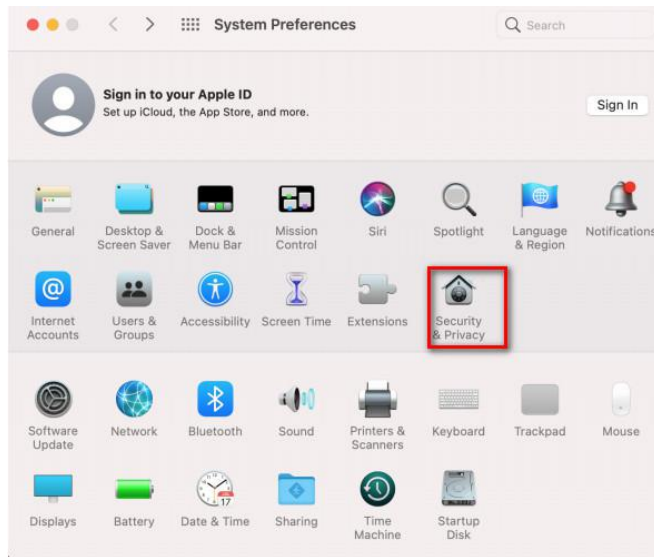 System Preferences
Search
Sign in to your Apple ID
Set up iCloud, the App Store, and more.
Sign In
General
Desktop &
Screen Saver
Dock &
Menu Bar
Mission
Control
Siri
Spotlight
Language
& Region
Notifications
Internet
Accounts
Users &
Groups
Accessibility
Screen Time
Extensions
Security
& Privacy
Software
Update
Network
Bluetooth
Sound
Printers &
Scanners
Keyboard
Trackpad
Mouse
Displays
Battery
17
Date & Time
Sharing
Time
Machine
Startup
Disk